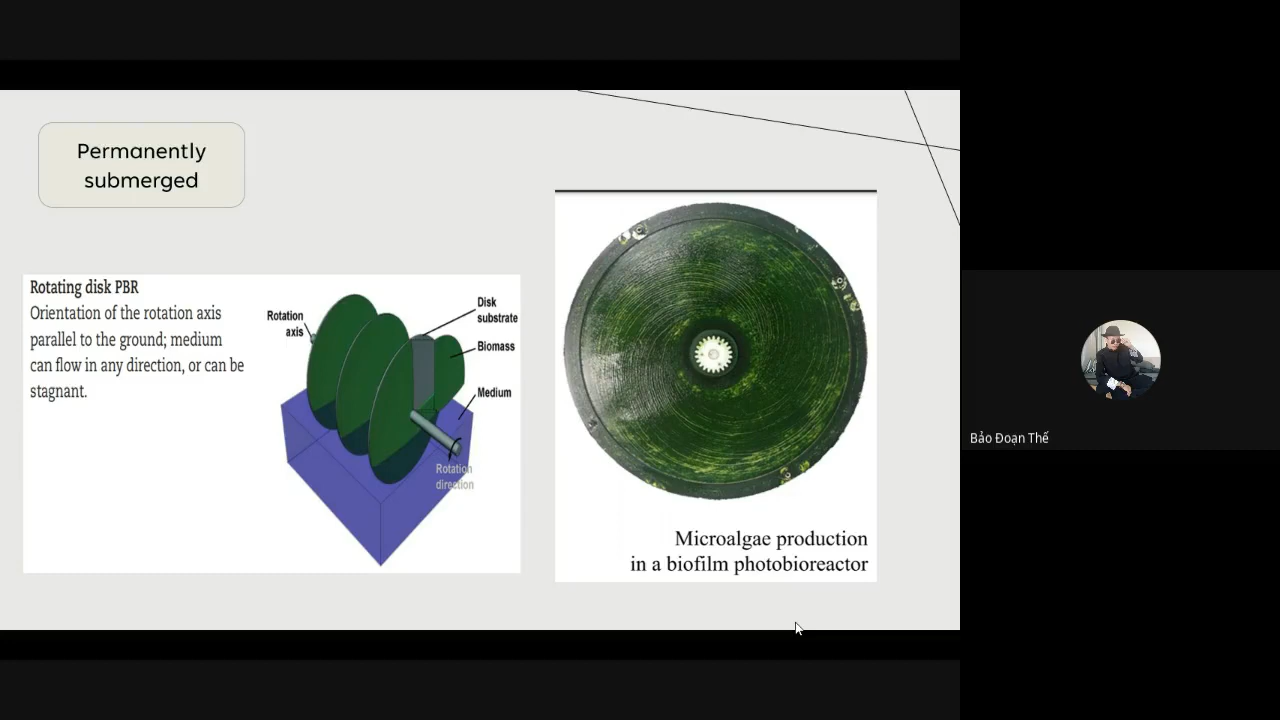 Permanently
submerged
Rotating disk PBR
Orientation of the rotation axis
parallel to the ground; medium
can flow in any direction, or can be
stagnant.
Rotation
axis
Disk
substrate
Biomass
Medium
Rotation
direction
Microalgae production
in a biofilm photobioreactor
Bảo Đoạn Thế